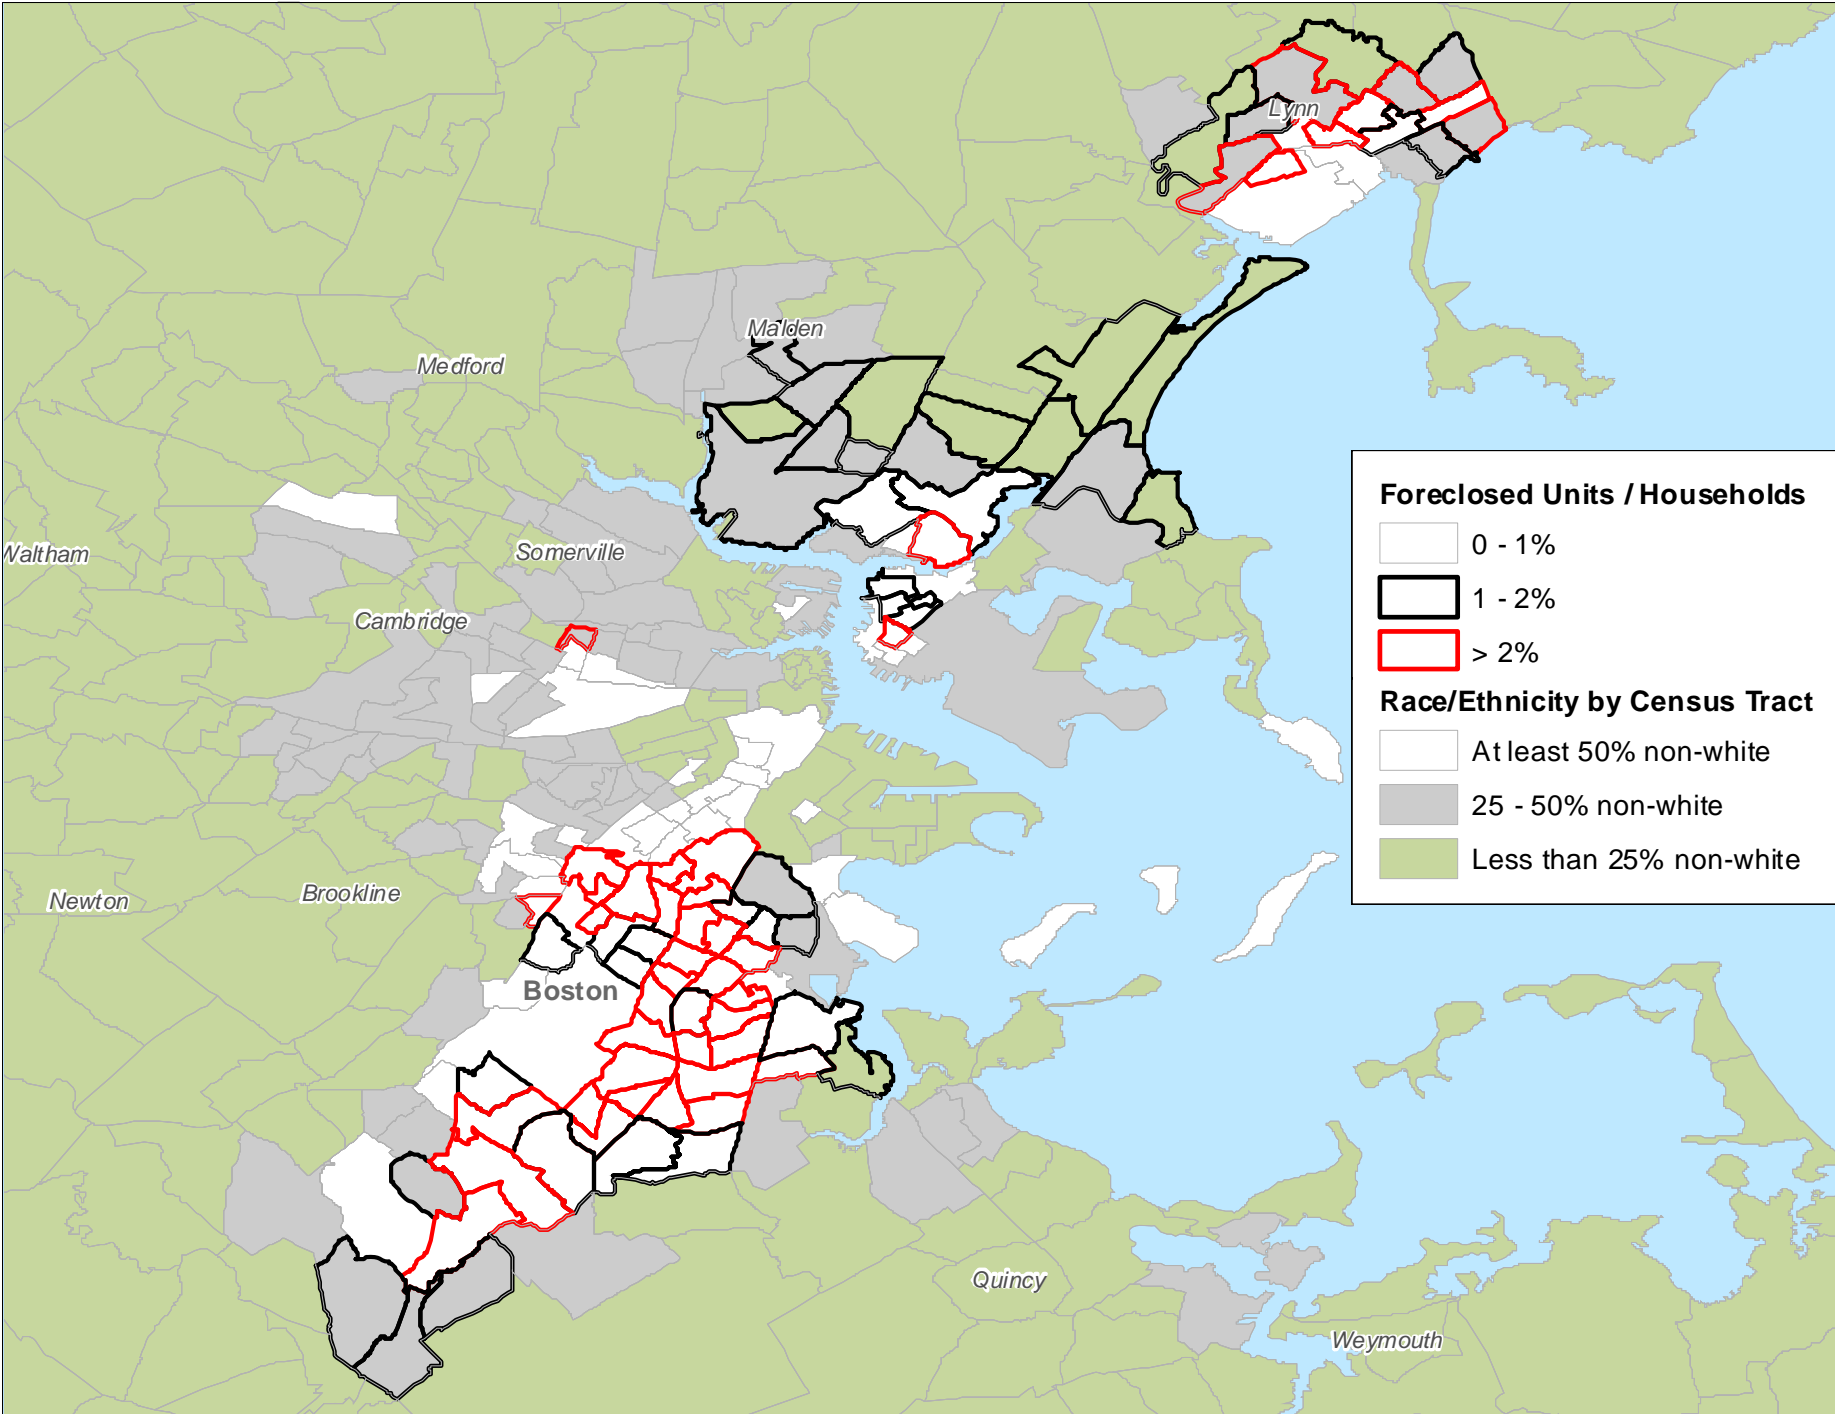 Lynn
Malden
Medford
Foreclosed Units / Households
0 - 1%
Waltham
Somerville
1 - 2%
Cambridge
> 2%
Race/Ethnicity by Census Tract
At least 50% non-white
25 - 50% non-white
Less than 25% non-white
Newton
Brookline
Boston
Quincy
Weymouth